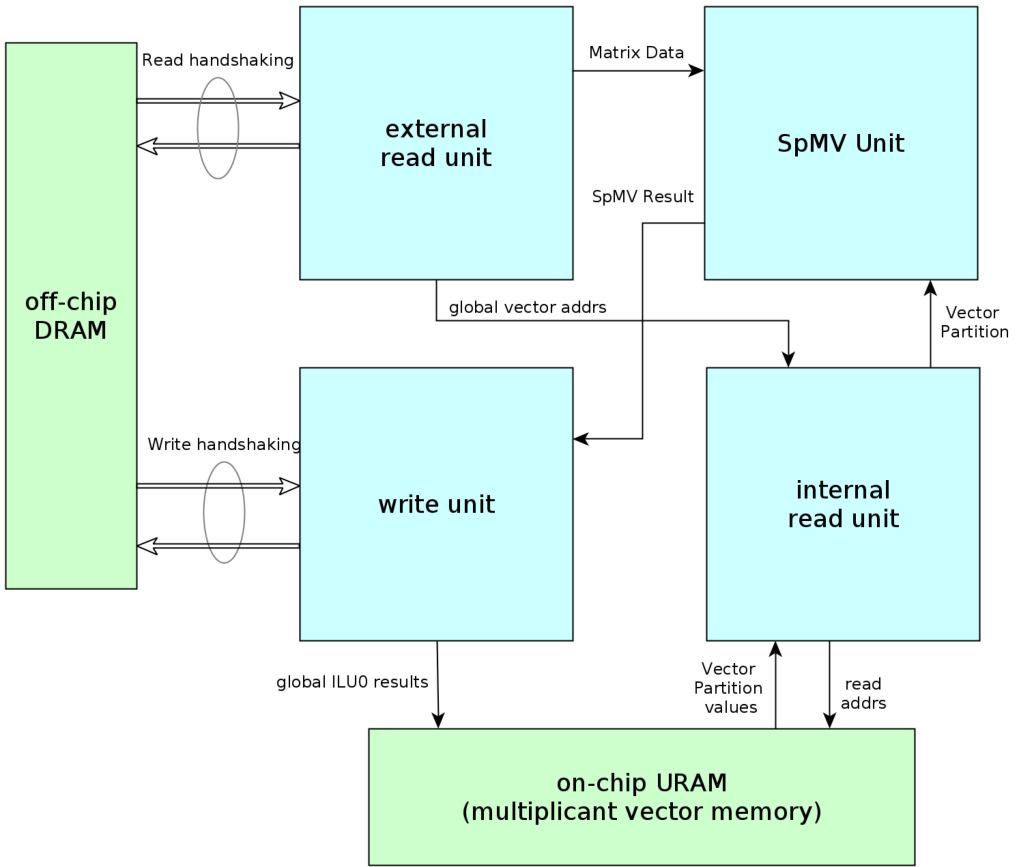 Read handshaking
Matrix Data
external
read unit
SpMV Unit
SpMV Result
off-chip
DRAM
global vector addrs
Vector
Partition
Write handshaking
write unit
internal
read unit
global ILU0 results
Vector
Partition
values
read
addrs
on-chip URAM
(multiplicant vector memory)